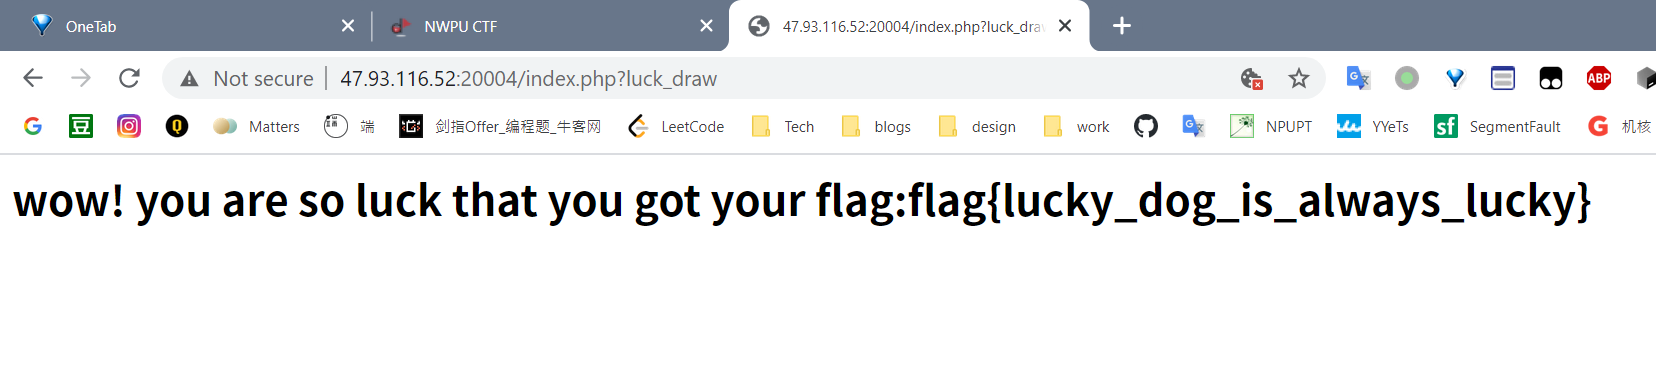 OneTab NWPU CTF 47.93.116.52:20004/index.php?luck_dra
Not secure 47.93.116.52:20004/index.php?luck_draw ABP
豆 Matters 端 剑指Offer_编程题_牛客网 LeetCode Tech blogs design work NPUPT YYeTs SegmentFault 机核
wow! you are so luck that you got your flag:flag{lucky_dog_is_always_lucky}